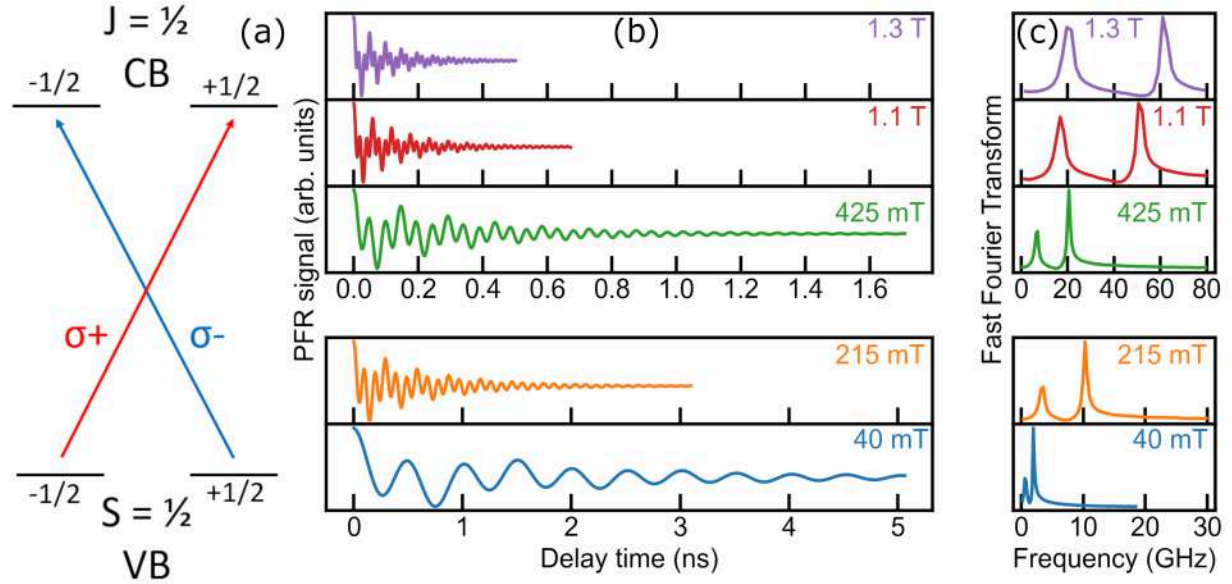 J = ½
CB
-1/2
+1/2
σ+
σ-
-1/2
+1/2
S = ½
VB
(a)
(b)
PFR signal (arb. units)
1.3 T
1.1 T
425 mT
0.0 0.2 0.4 0.6 0.8 1.0 1.2 1.4 1.6
215 mT
40 mT
0 1 2 3 4 5
Delay time (ns)
(c)
Fast Fourier Transform
1.3 T
1.1 T
425 mT
0 20 40 60 80
215 mT
40 mT
0 10 20 30
Frequency (GHz)